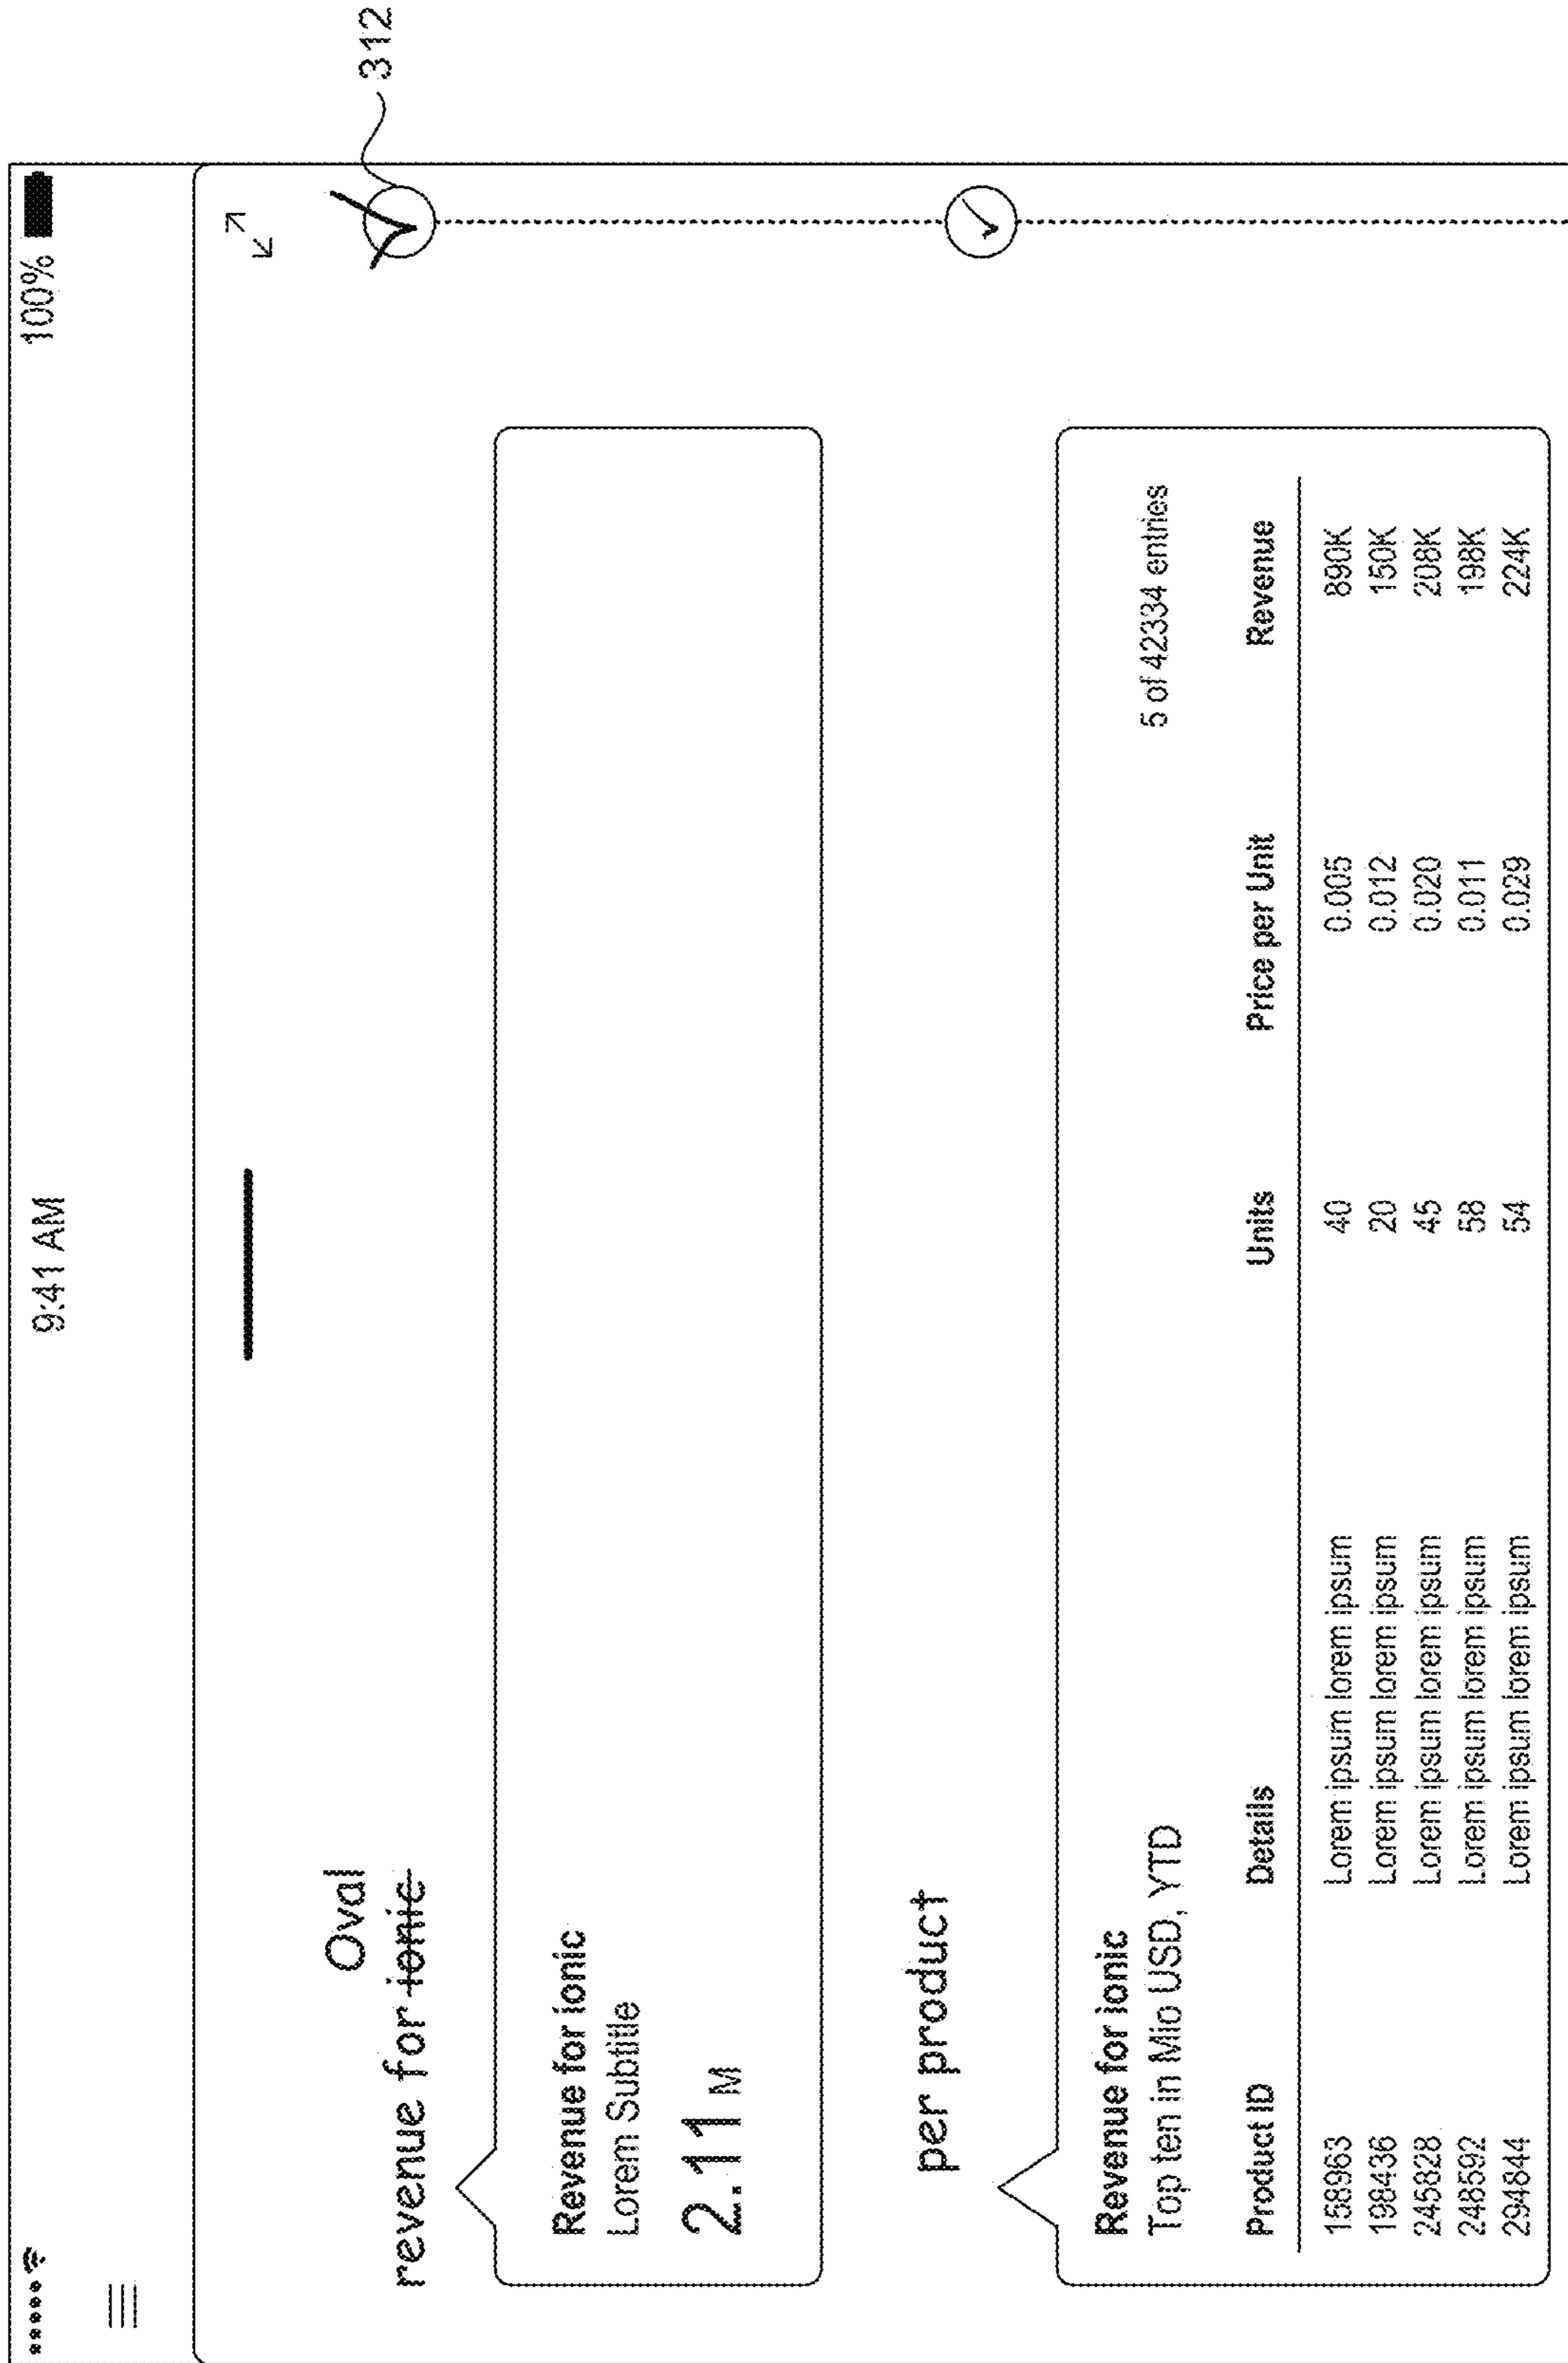 9:41 AM 100%
312
Oval
revenue for ionic
Revenue for ionic
Lorem Subtitle
2.11 M
per product
Revenue for ionic
Top ten in Mio USD, YTD 5 of 42334 entries
Product ID Details Units Price per Unit Revenue
158963 Lorem ipsum lorem ipsum 40 0.005 890K
198436 Lorem ipsum lorem ipsum 20 0.012 150K
245828 Lorem ipsum lorem ipsum 45 0.020 208K
248592 Lorem ipsum lorem ipsum 58 0.011 198K
294844 Lorem ipsum lorem ipsum 54 0.029 224K